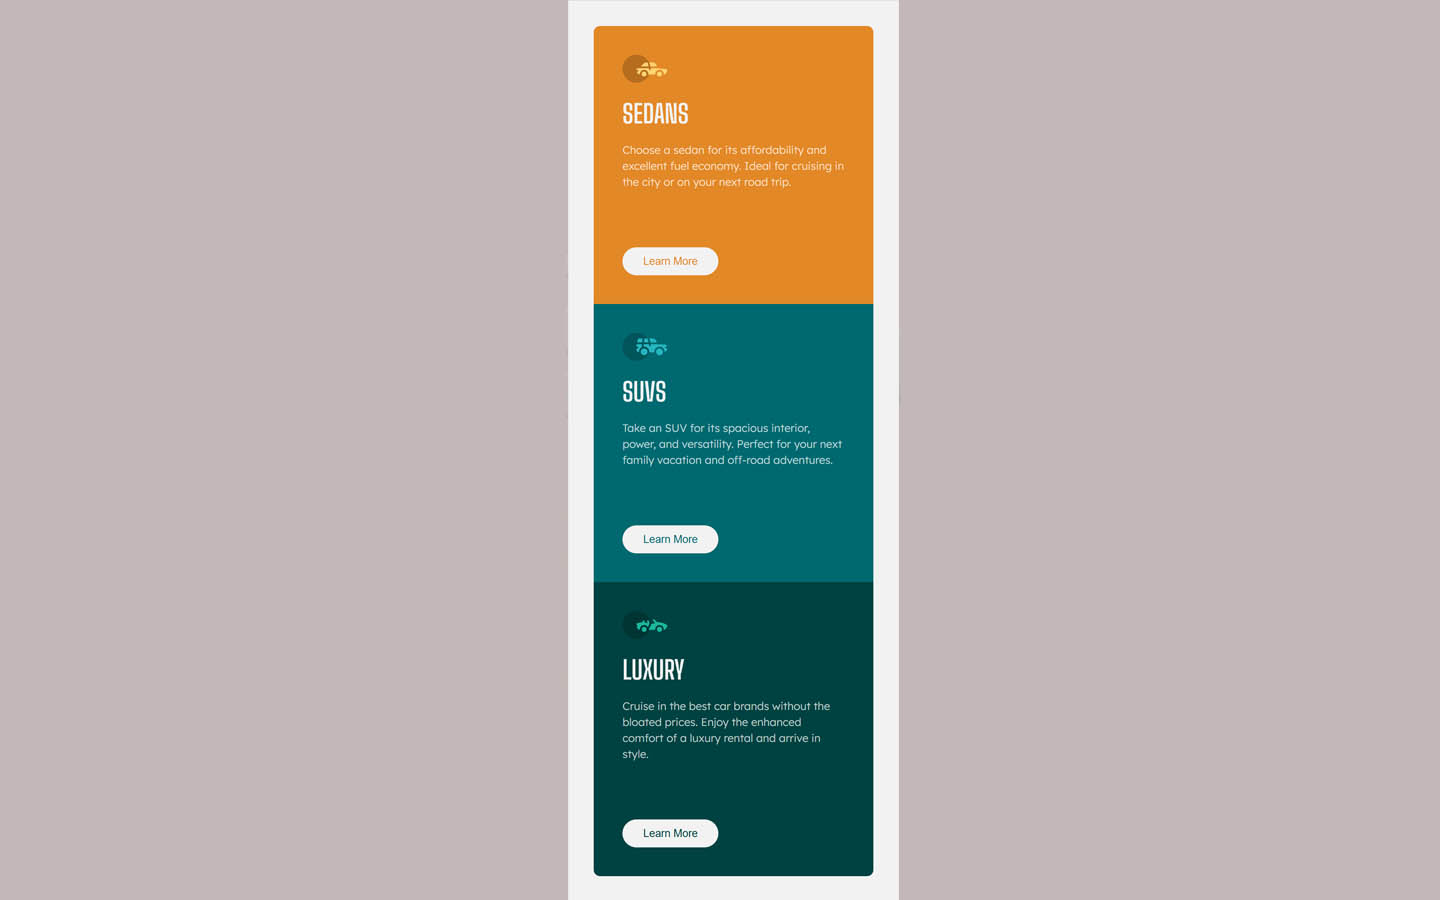 SEDANS
Choose a sedan for its affordability and
excellent fuel economy. Ideal for cruising in
the city or on your next road trip.
Learn More
SUVS
Take an SUV for its spacious interior,
power, and versatility. Perfect for your next
family vacation and off-road adventures.
Learn More
LUXURY
Cruise in the best car brands without the
bloated prices. Enjoy the enhanced
comfort of a luxury rental and arrive in
style.
Learn More